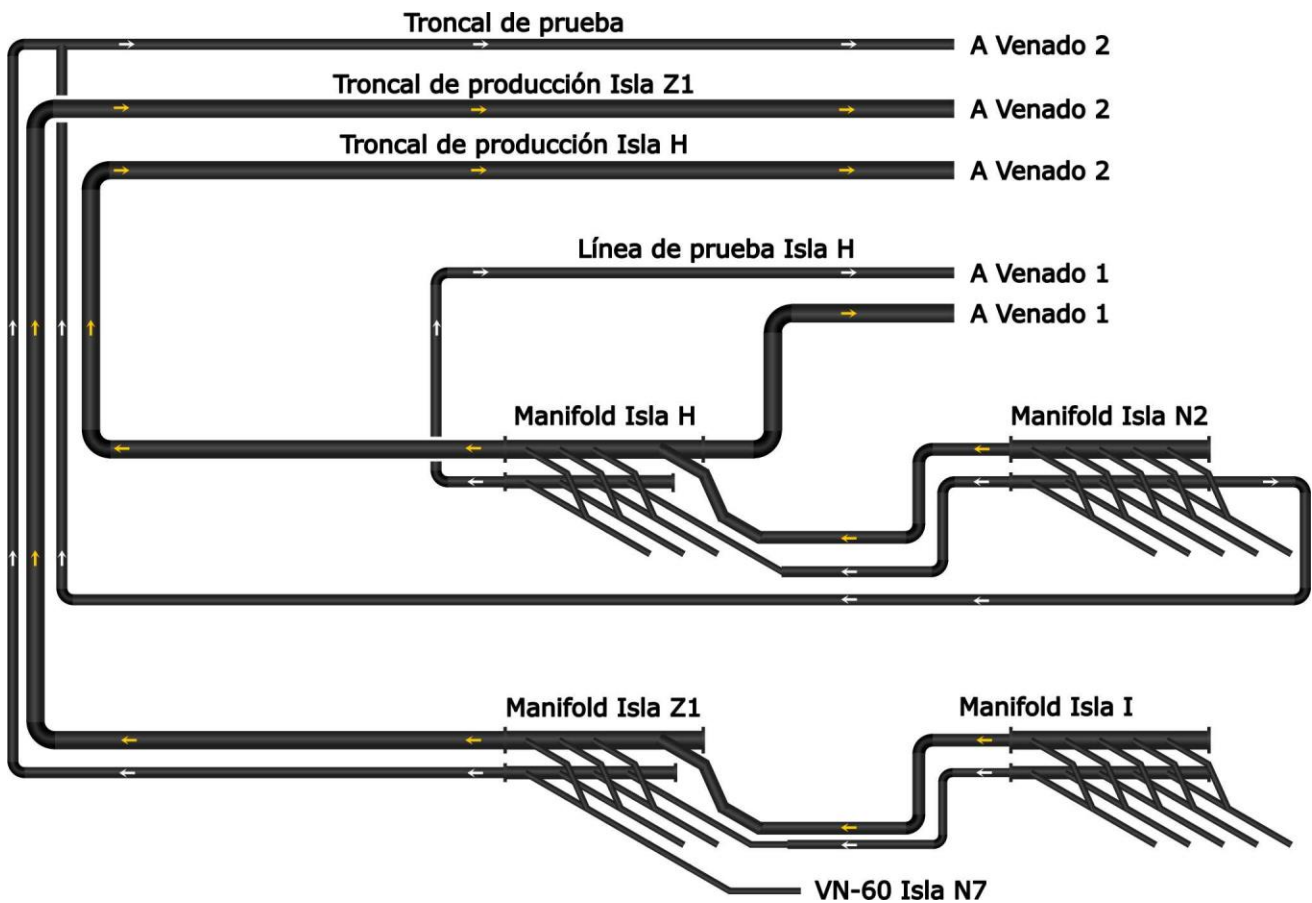 Troncal de prueba
A Venado 2
Troncal de producción Isla Z1
A Venado 2
Troncal de producción Isla H
A Venado 2
Línea de prueba Isla H
A Venado 1
A Venado 1
Manifold Isla H
Manifold Isla N2
Manifold Isla Z1
Manifold Isla I
VN-60 Isla N7